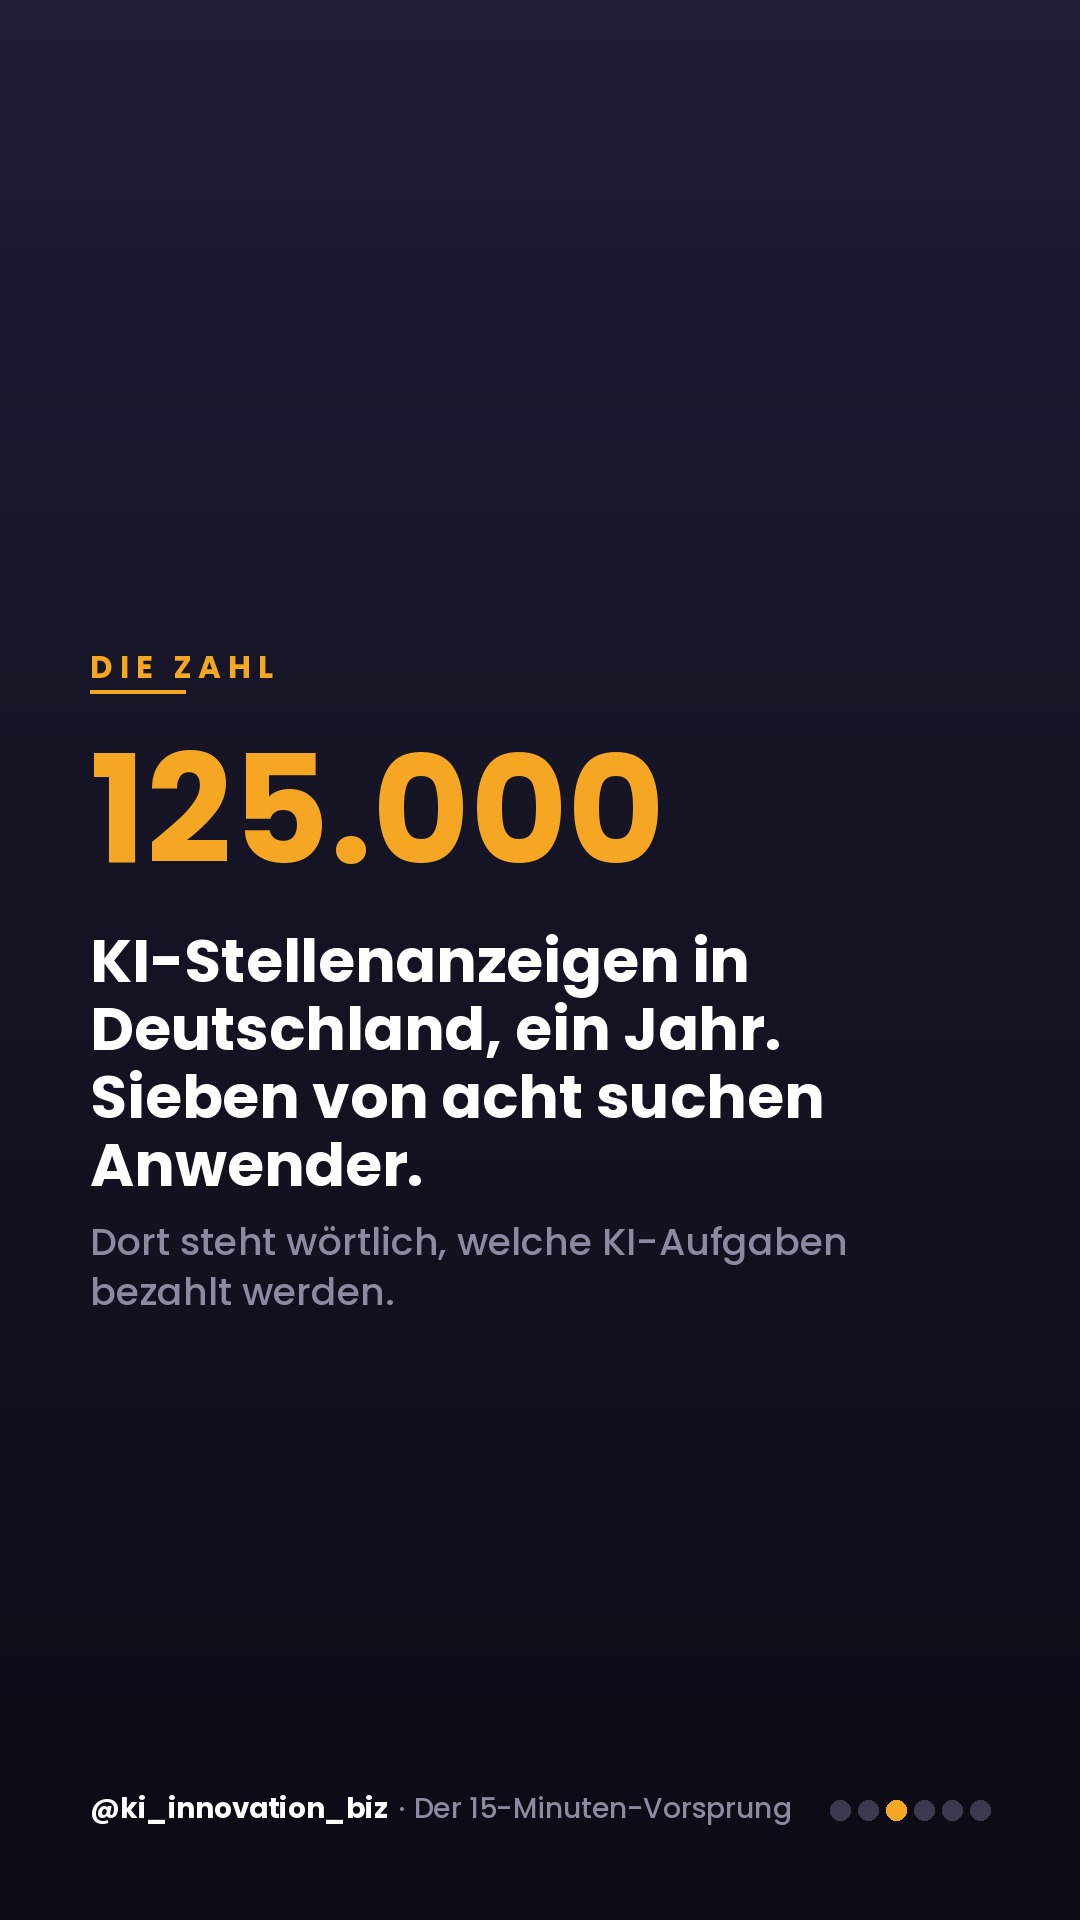 DIE ZAHL
125.000
KI-Stellenanzeigen in
Deutschland, ein Jahr.
Sieben von acht suchen
Anwender.
Dort steht wörtlich, welche KI-Aufgaben
bezahlt werden.
@ki_innovation_biz · Der 15-Minuten-Vorsprung